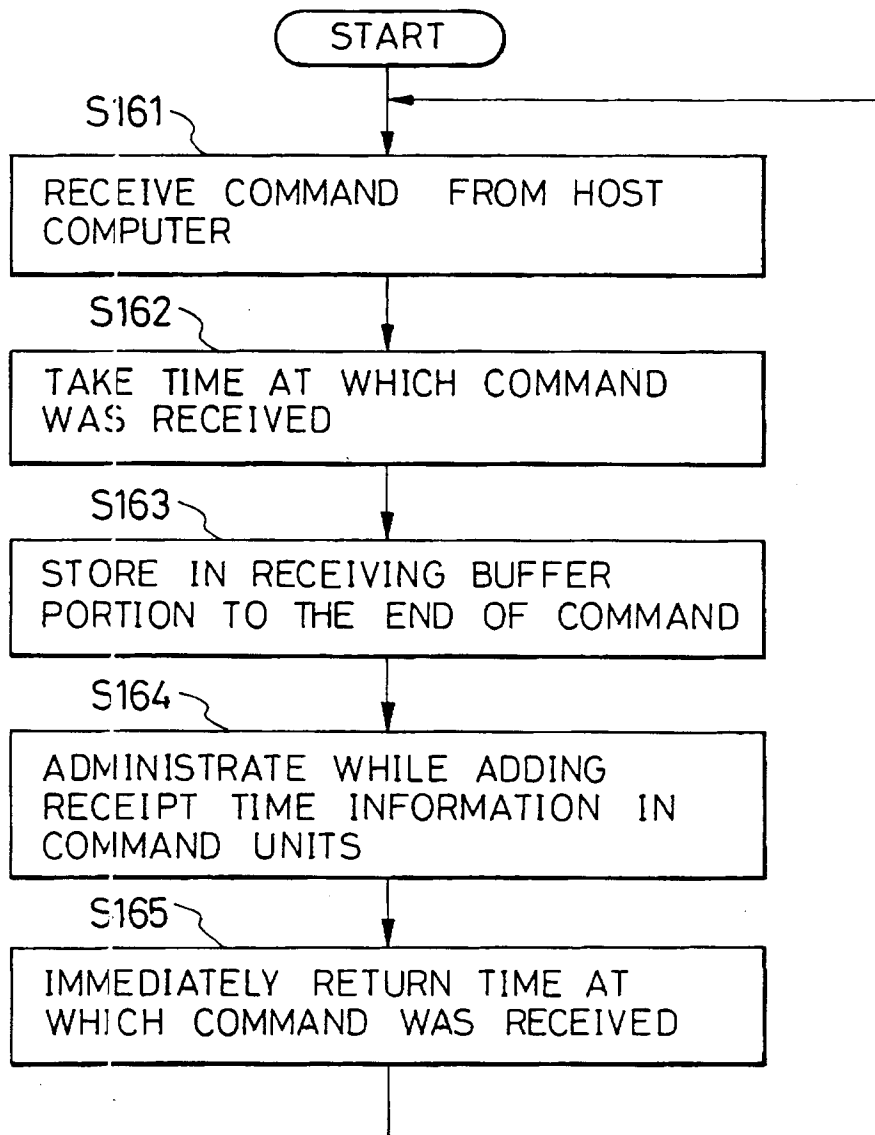 START
S161
RECEIVE COMMAND FROM HOST
COMPUTER
S162
TAKE TIME AT WHICH COMMAND
WAS RECEIVED
S163
STORE IN RECEIVING BUFFER
PORTION TO THE END OF COMMAND
S164
ADMINISTRATE WHILE ADDING
RECEIPT TIME INFORMATION IN
COMMAND UNITS
S165
IMMEDIATELY RETURN TIME AT
WHICH COMMAND WAS RECEIVED